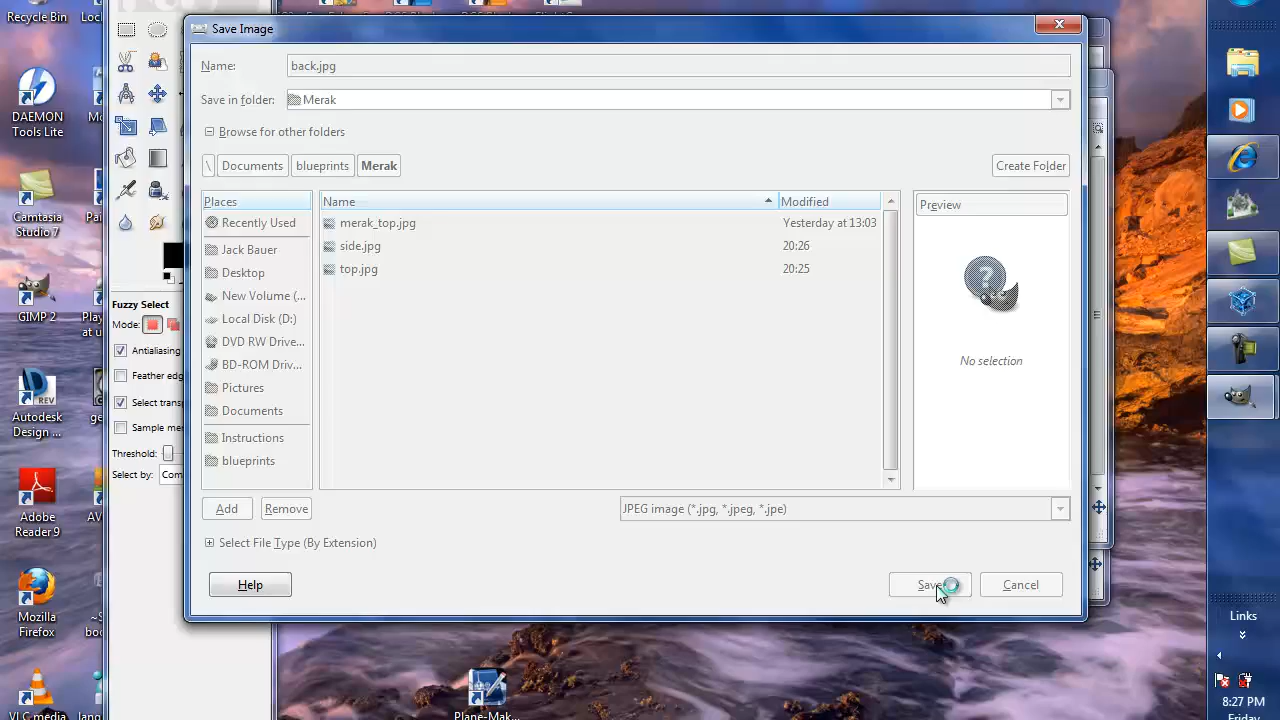 Recycle Bin
DAEMON
Tools Lite
Camtasia
Studio 7
GIMP 2
Autodesk
Design ...
Adobe
Reader 9
Mozilla
Firefox
VLC media
Fuzzy Select
Mode:
Antialiasing
Threshold:
Select by:
Save Image
Name:
back.jpg
Save in folder:
Merak
Browse for other folders
\
Documents
blueprints
Merak
Create Folder
Places
Recently Used
Jack Bauer
Desktop
New Volume (...
Local Disk (D:)
DVD RW Drive...
BD-ROM Driv...
Pictures
Documents
Instructions
blueprints
Name
Modified
merak_top.jpg
Yesterday at 13:03
side.jpg
20:26
top.jpg
20:25
Preview
No selection
Add
Remove
JPEG image (*.jpg, *.jpeg, *.jpe)
Select File Type (By Extension)
Help
Save
Cancel
Plane-Mak...
Links
8:27 PM
Friday